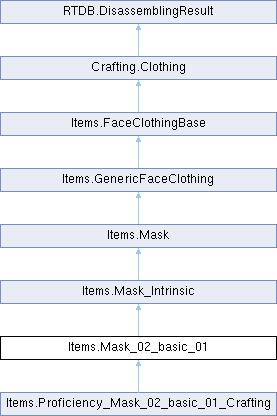 RTDB.DisassemblingResult
Crafting.Clothing
Items.FaceClothingBase
Items.GenericFaceClothing
Items.Mask
Items.Mask_Intrinsic
Items.Mask_02_basic_01
Items.Proficiency_Mask_02_basic_01_Crafting